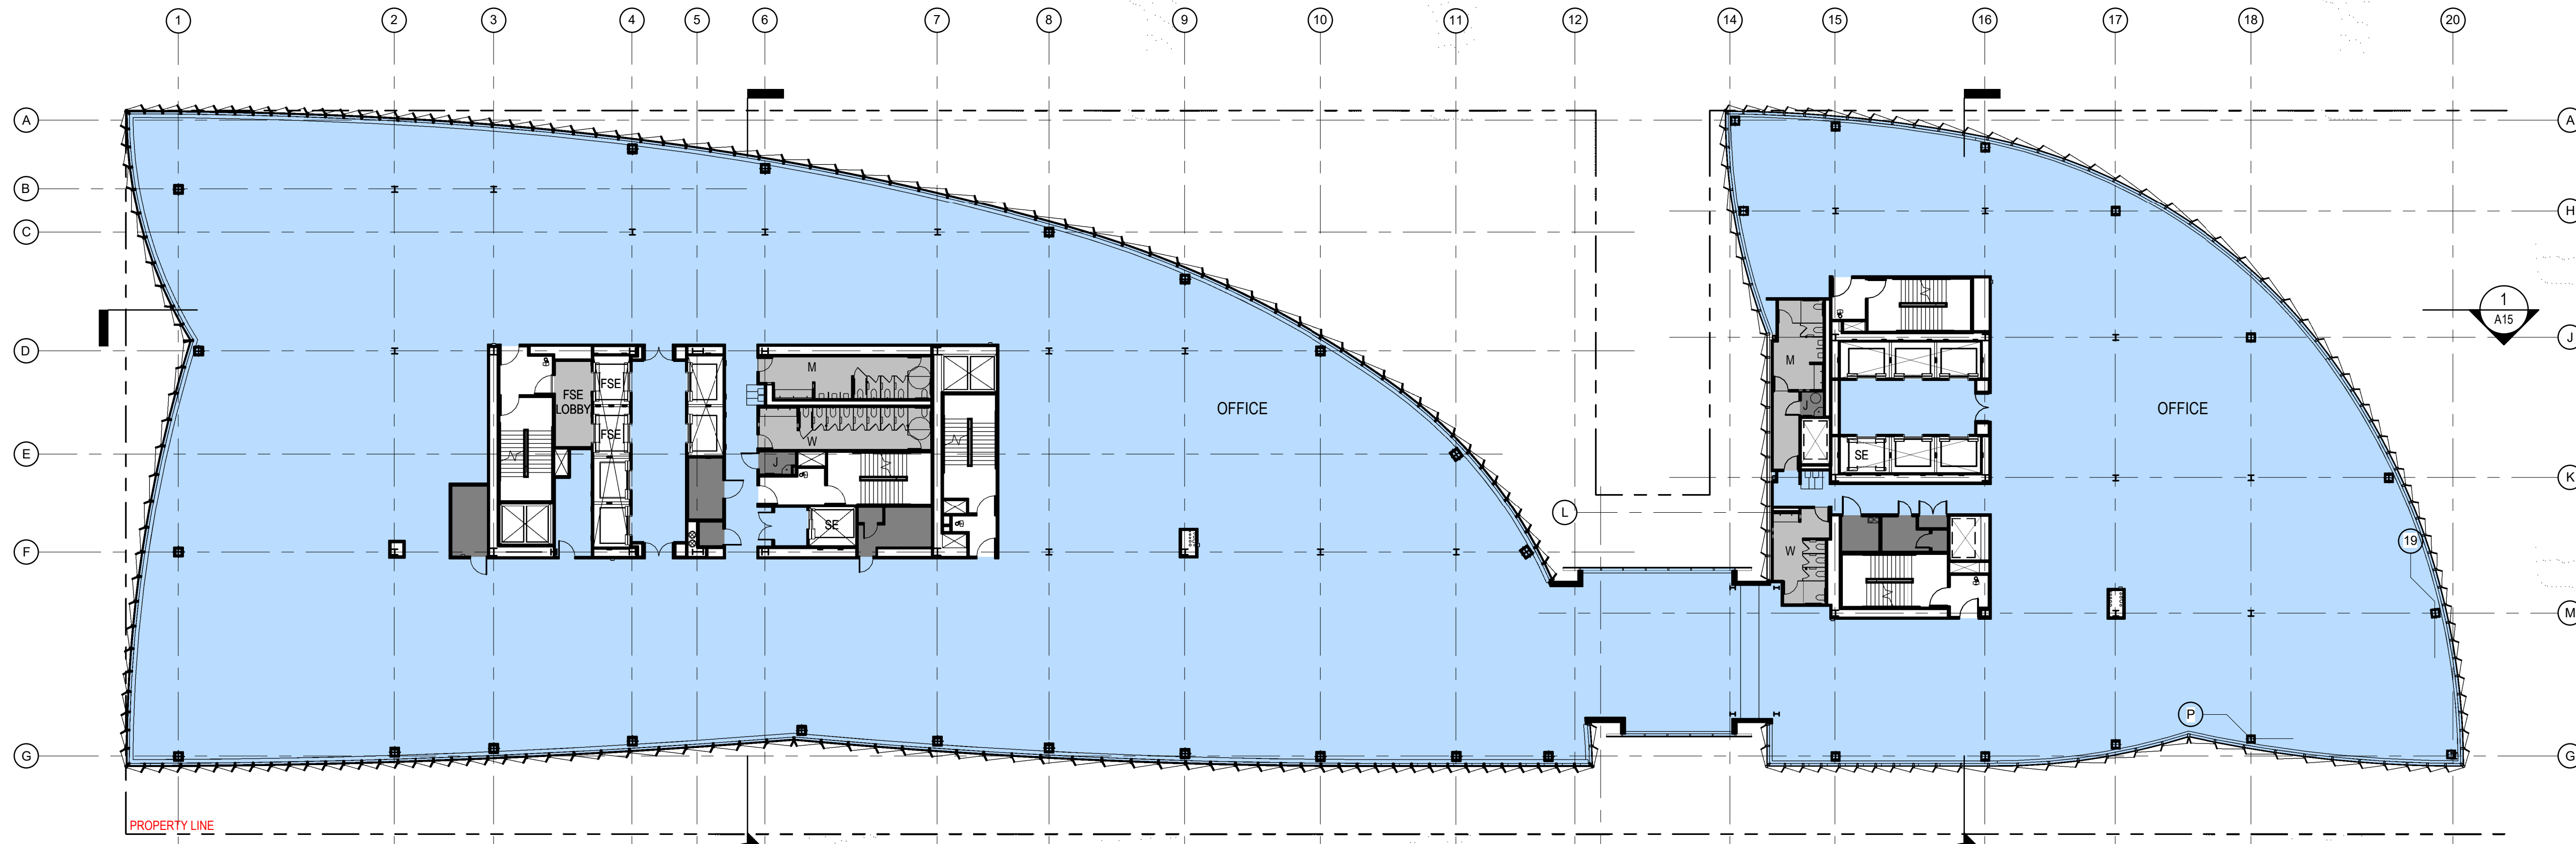 1 2 3 4 5 6 7 8 9 10 11 12 14 15 16 17 18 20
A A
B
H
C
1
A15
D
J
M
FSE
FSE
LOBBY
M
OFFICE
J
OFFICE
FSE
W
E
SE
J
K
L
SE
F
19
W
M
P
G G
PROPERTY LINE